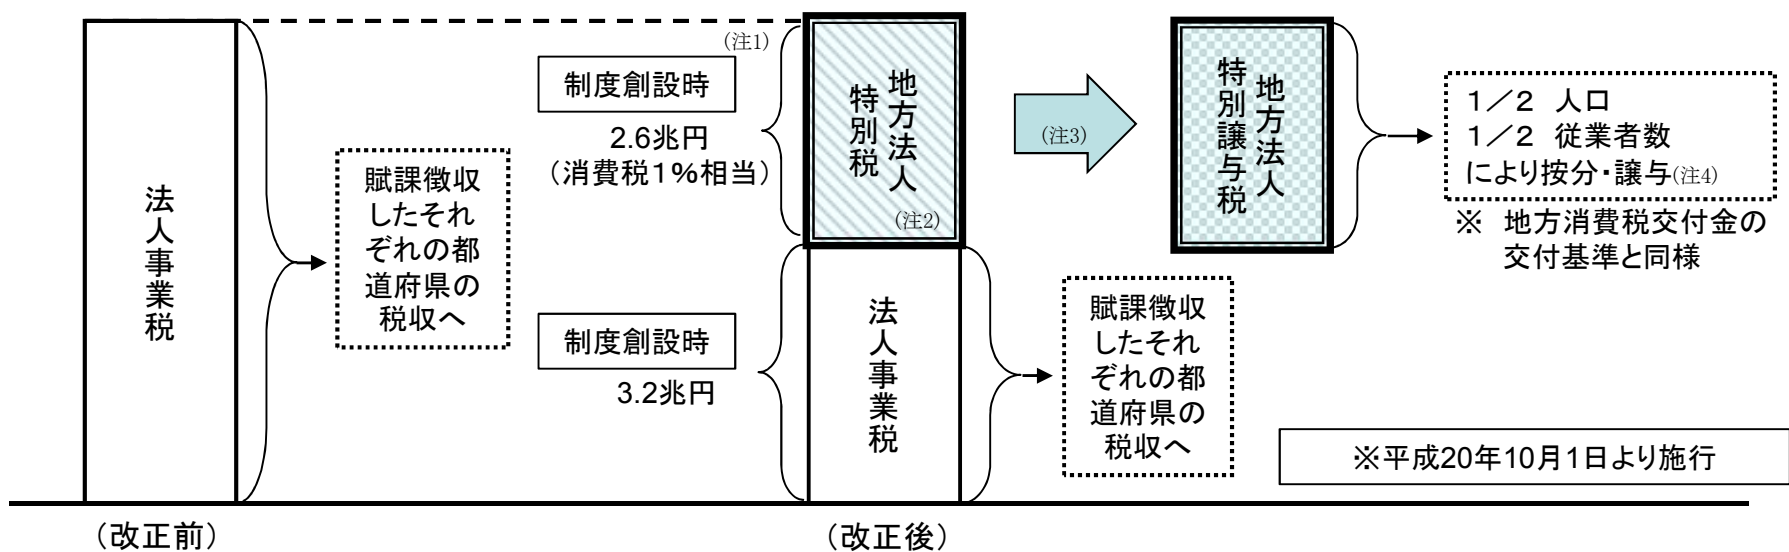 法人事業税
賦課徴収
したそれ
ぞれの都
道府県の
税収へ
(改正前)
(注1)
制度創設時
2.6兆円
(消費税1%相当)
地方法人
特別税
(注2)
制度創設時
3.2兆円
法人事業税
賦課徴収
したそれ
ぞれの都
道府県の
税収へ
(改正後)
(注3)
地方法人
特別譲与税
1/2 人口
1/2 従業者数
により按分・譲与(注4)
※ 地方消費税交付金の
交付基準と同様
※平成20年10月1日より施行